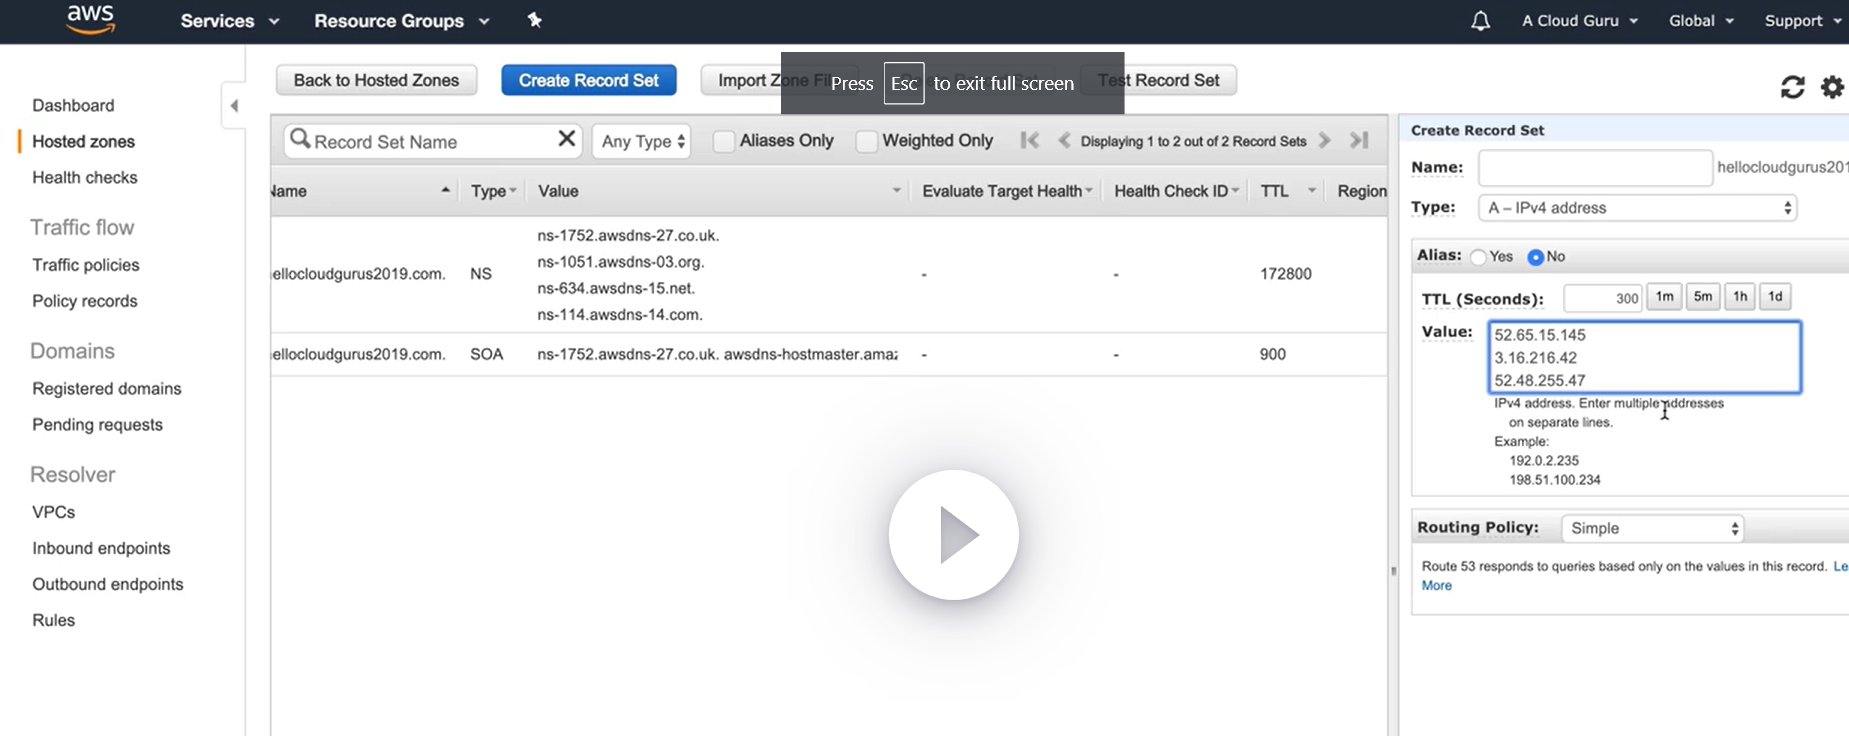 aws Services Resource Groups A Cloud Guru Global Support
Press Esc to exit full screen
Dashboard
Hosted zones
Health checks
Traffic flow
Traffic policies
Policy records
Domains
Registered domains
Pending requests
Resolver
VPCs
Inbound endpoints
Outbound endpoints
Rules
Back to Hosted Zones Create Record Set Import Zone Test Record Set
Record Set Name Any Type Aliases Only Weighted Only Displaying 1 to 2 out of 2 Record Sets
Name Type Value Evaluate Target Health Health Check ID TTL Region
ellocloudgurus2019.com. NS
ns-1752.awsdns-27.co.uk.
ns-1051.awsdns-03.org.
ns-634.awsdns-15.net.
ns-114.awsdns-14.com.
- - 172800
ellocloudgurus2019.com. SOA ns-1752.awsdns-27.co.uk. awsdns-hostmaster.ama - - 900
Create Record Set
Name: hellocloudgurus201
Type: A – IPv4 address
Alias: Yes No
TTL (Seconds): 300 1m 5m 1h 1d
Value: 52.65.15.145
3.16.216.42
52.48.255.47
IPv4 address. Enter multiple addresses
on separate lines.
Example:
192.0.2.235
198.51.100.234
Routing Policy: Simple
Route 53 responds to queries based only on the values in this record. Le
More